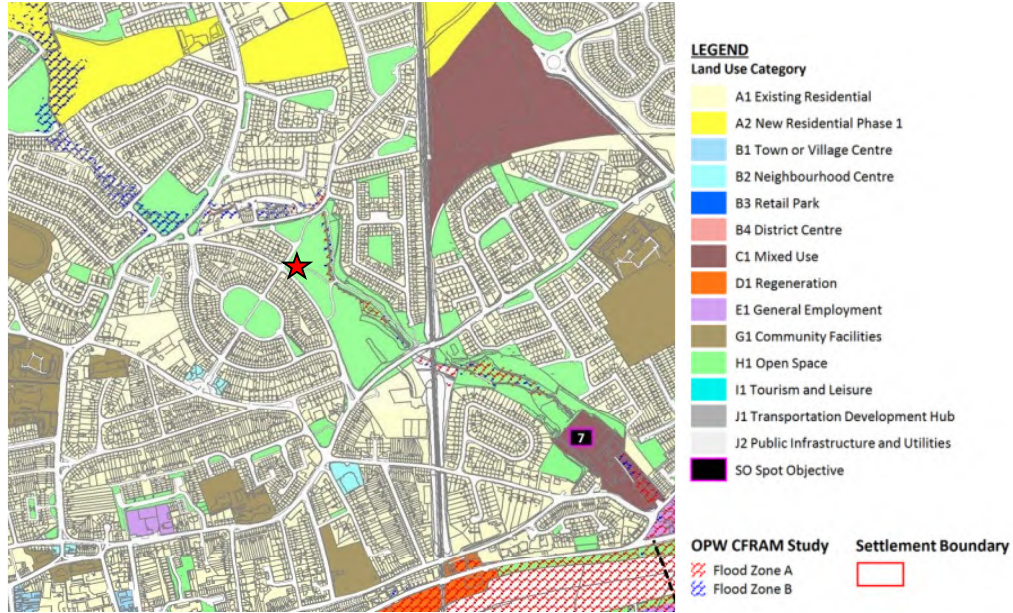 7
LEGEND
Land Use Category
A1 Existing Residential
A2 New Residential Phase 1
B1 Town or Village Centre
B2 Neighbourhood Centre
B3 Retail Park
B4 District Centre
C1 Mixed Use
D1 Regeneration
E1 General Employment
G1 Community Facilities
H1 Open Space
I1 Tourism and Leisure
J1 Transportation Development Hub
J2 Public Infrastructure and Utilities
SO Spot Objective
OPW CFRAM Study
Flood Zone A
Flood Zone B
Settlement Boundary